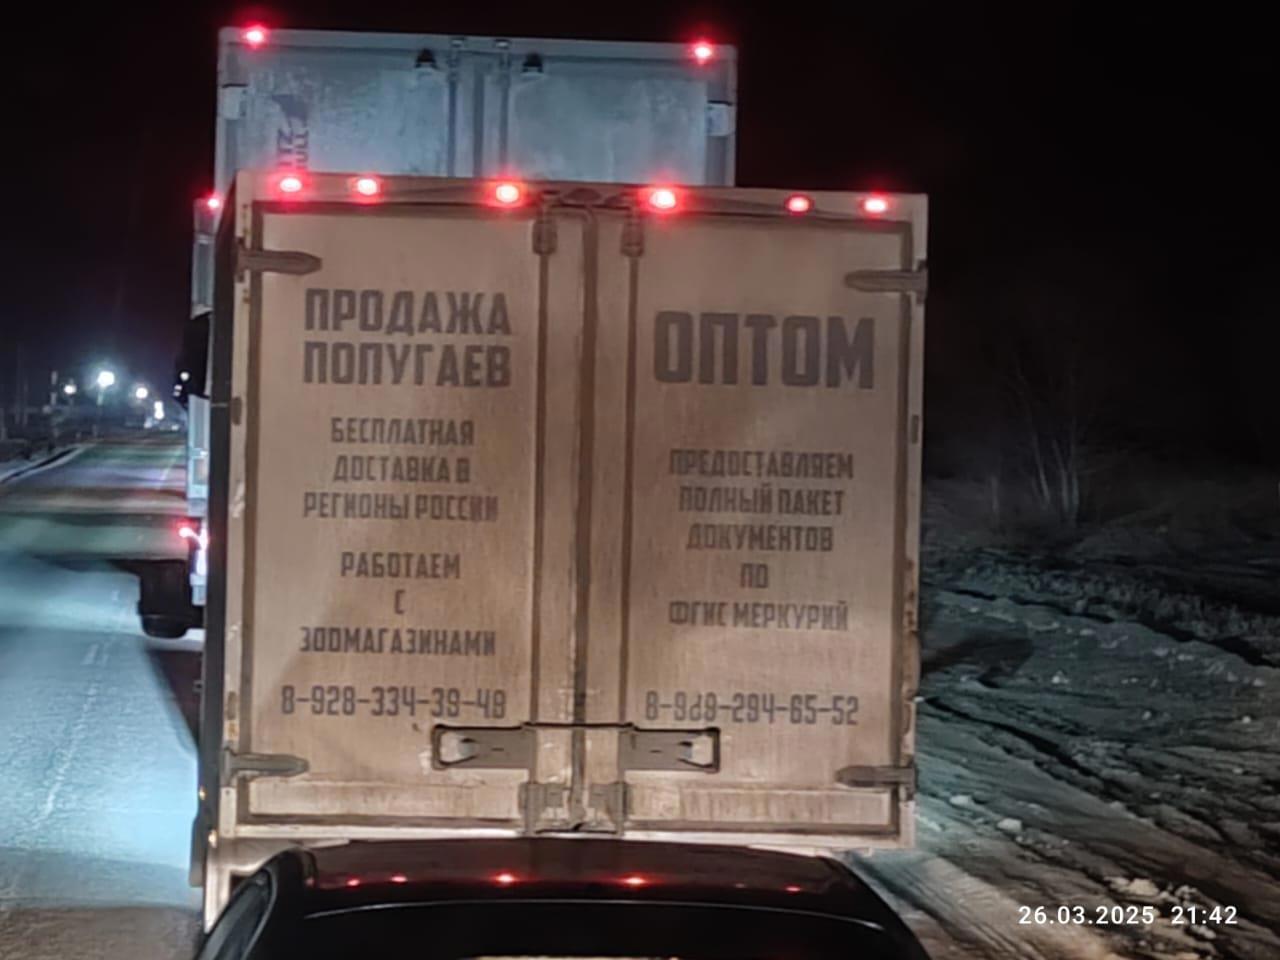 ПРОДАЖА
ПОПУГАЕВ
БЕСПЛАТНАЯ
ДОСТАВКА В
РЕГИОНЫ РОССИИ
РАБОТАЕМ
С
ЗООМАГАЗИНАМИ
8-928-334-39-49
ОПТОМ
ПРЕДОСТАВЛЯЕМ
ПОЛНЫЙ ПАКЕТ
ДОКУМЕНТОВ
ПО
ФГИС МЕРКУРИЙ
26.03.2025 21:42